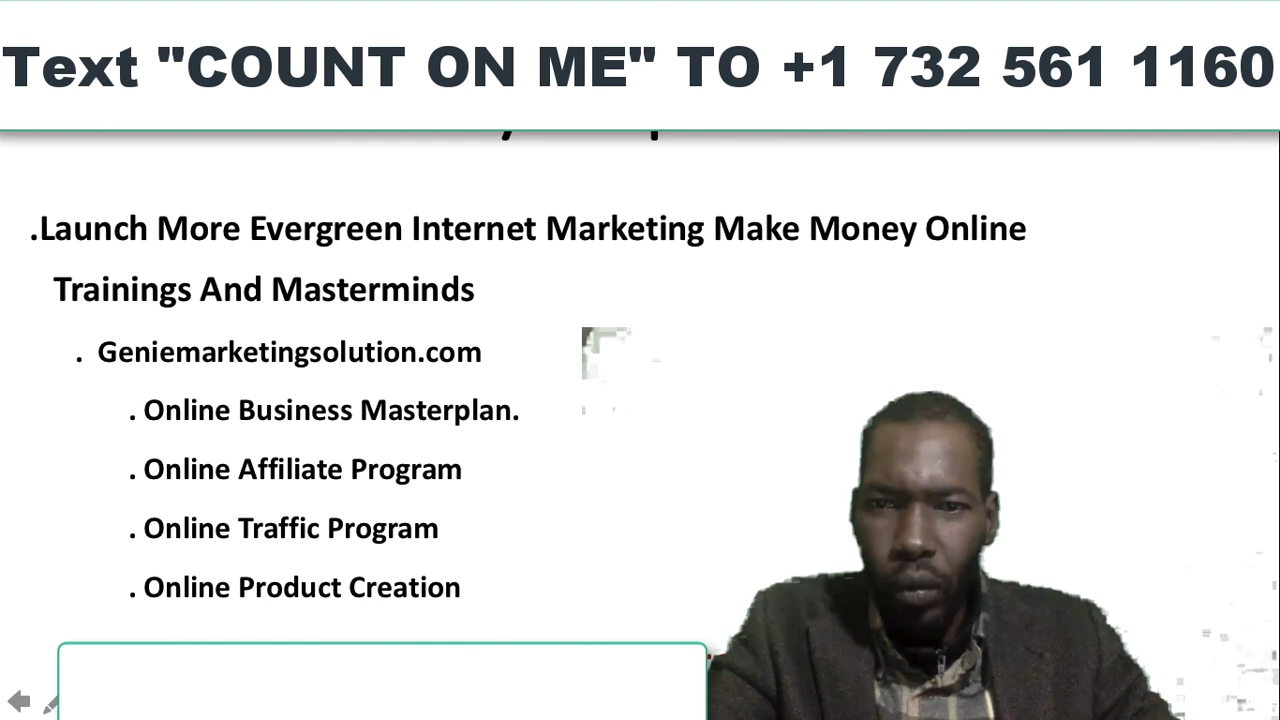 Text "COUNT ON ME" TO +1 732 561 1160
.Launch More Evergreen Internet Marketing Make Money Online
Trainings And Masterminds
. Geniemarketingsolution.com
. Online Business Masterplan.
. Online Affiliate Program
. Online Traffic Program
. Online Product Creation